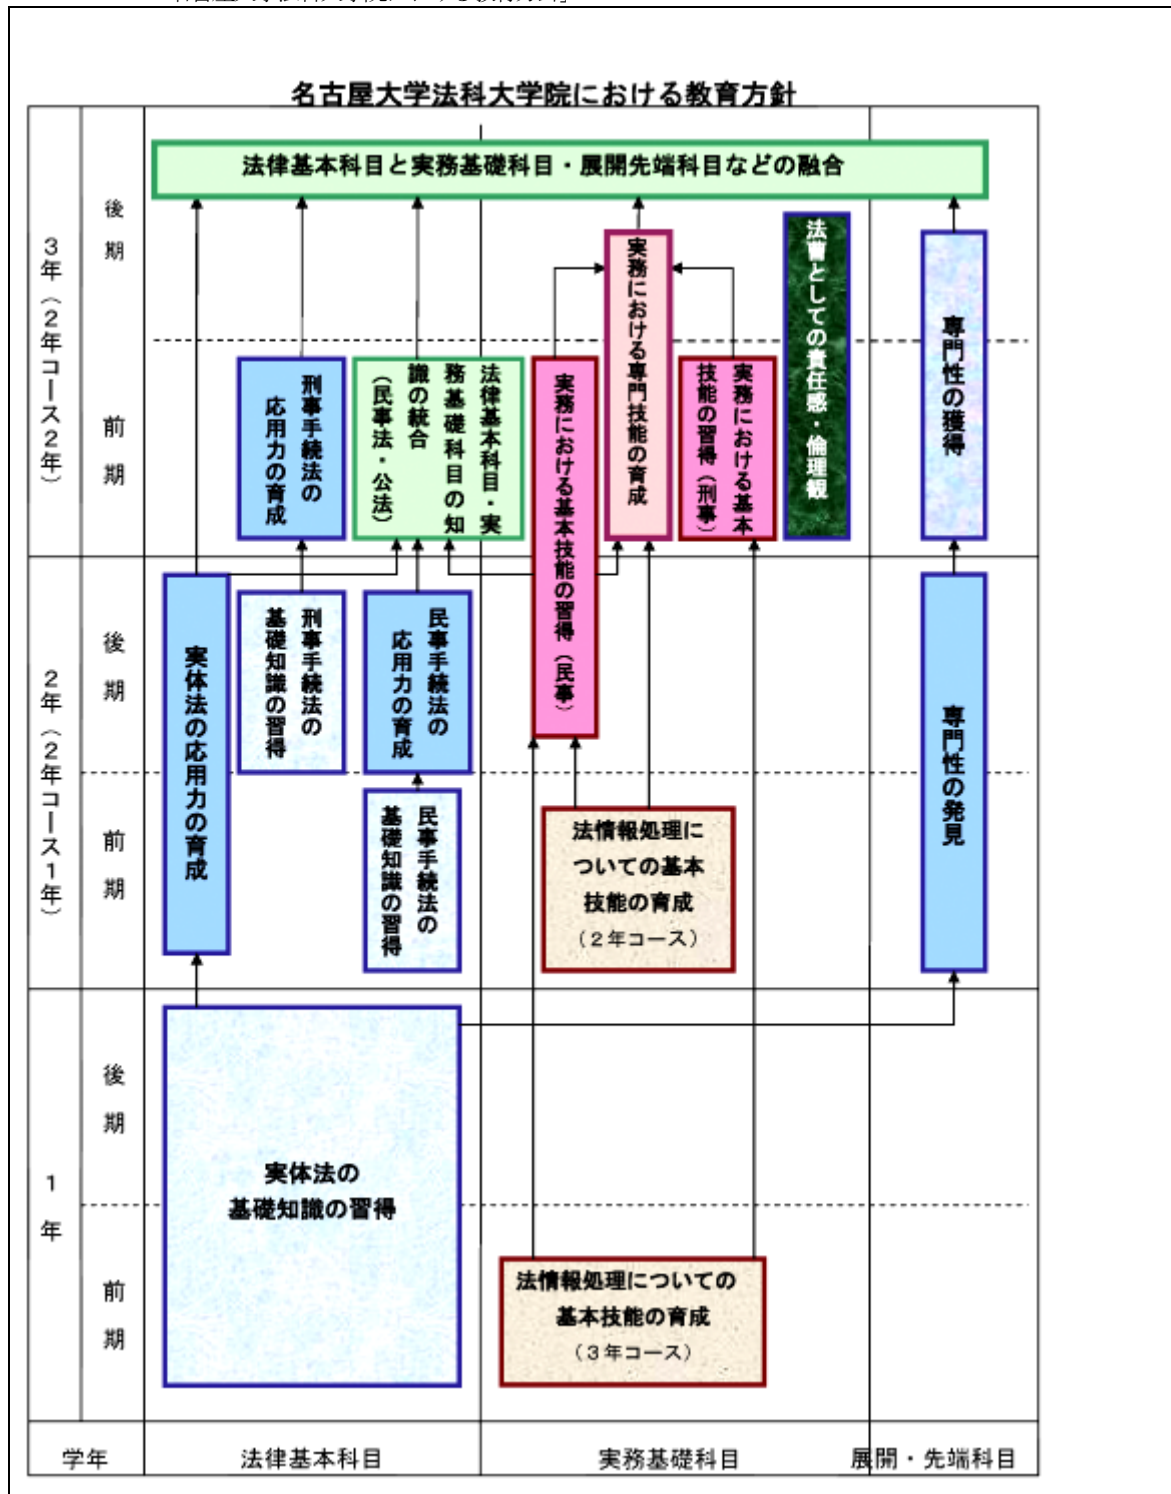 名古屋大学法科大学院における教育方針
法律基本科目と実務基礎科目・展開先端科目などの融合
3年（2年コース2年）
後期
前期
刑事手続法の
応用力の育成
法律基本科目・実
務基礎科目の知
識の統合
（民事法・公法）
実務における基本技能の習得（民事）
実務における専門技能の育成
実務における基本
技能の習得（刑事）
法曹としての責任感・倫理観
専門性の獲得
2年（2年コース1年）
後期
前期
実体法の応用力の育成
刑事手続法の
基礎知識の習得
民事手続法の
応用力の育成
民事手続法の
基礎知識の習得
法情報処理に
ついての基本
技能の育成
（2年コース）
専門性の発見
1年
後期
前期
実体法の
基礎知識の習得
法情報処理についての
基本技能の育成
（3年コース）
学年
法律基本科目
実務基礎科目
展開・先端科目